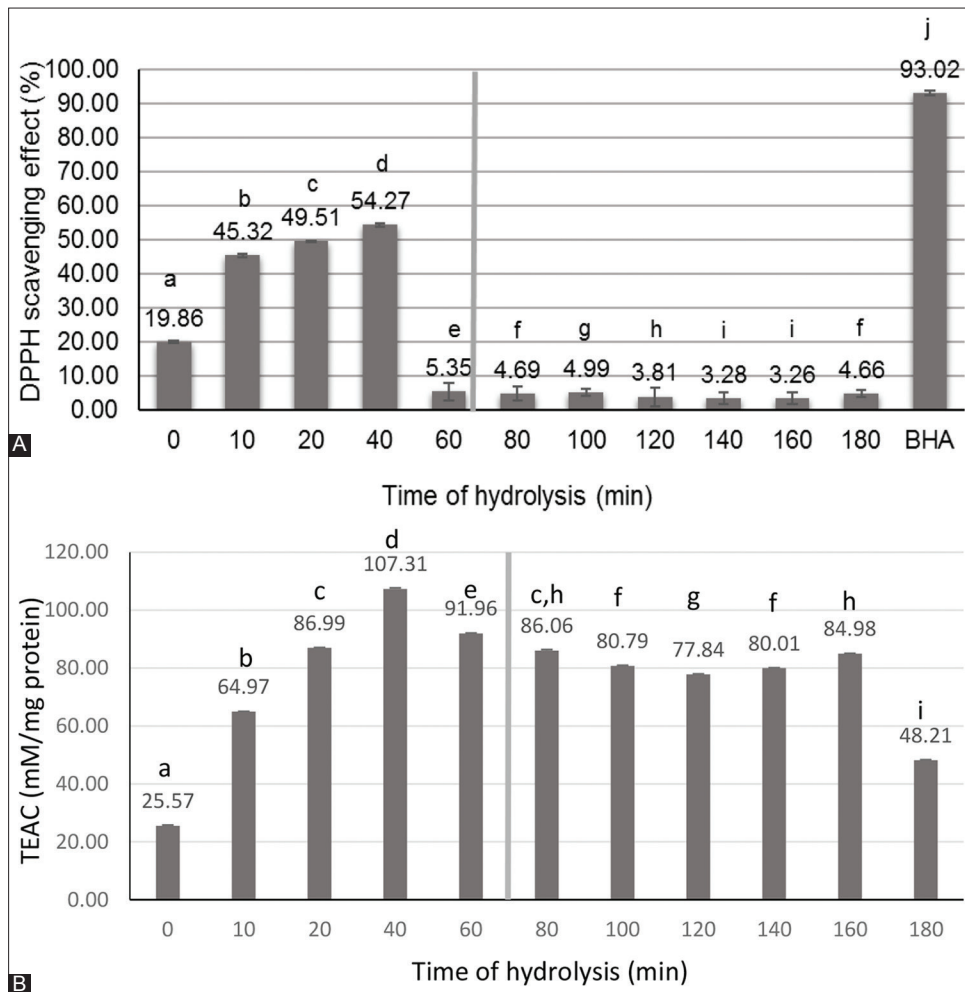 j
100.00
93.02
90.00
80.00
70.00
d
60.00
c
54.27
b
49.51
50.00
45.32
40.00
a
30.00
19.86
20.00
e f g h i i f
10.00
5.35 4.69 4.99 3.81 3.28 3.26 4.66
0.00
DPPH scavenging effect (%)
0 10 20 40 60 80 100 120 140 160 180 BHA
A
Time of hydrolysis (min)
d
120.00
107.31
c
e
c,h
f
g
f
h
100.00
86.99
91.96
86.06
80.79
77.84
80.01
84.98
80.00
b
64.97
60.00
i
48.21
40.00
a
25.57
20.00
0.00
TEAC (mM/mg protein)
0 10 20 40 60 80 100 120 140 160 180
Time of hydrolysis (min)
B